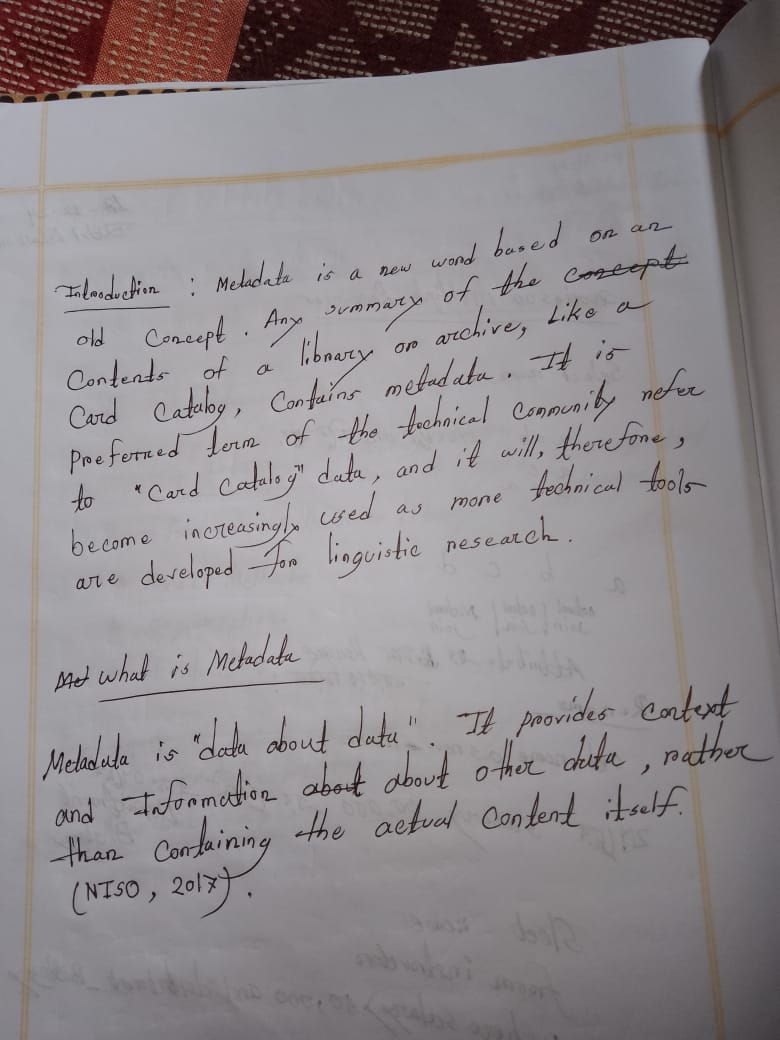 Introduction : Metadata is a new word based on an
old Concept. Any summary of the concept
Contents of a library or archive, Like a
Card Catalog, Contains metadata. It is
preferred term of the technical Community refer
to "Card Catalog" data, and it will, therefore,
become increasingly used as more technical tools
are developed for linguistic research.
Met What is Metadata
Metadata is "data about data". It provides Context
and Information about about other data, rather
than Containing the actual Content itself.
(NISO, 2017).